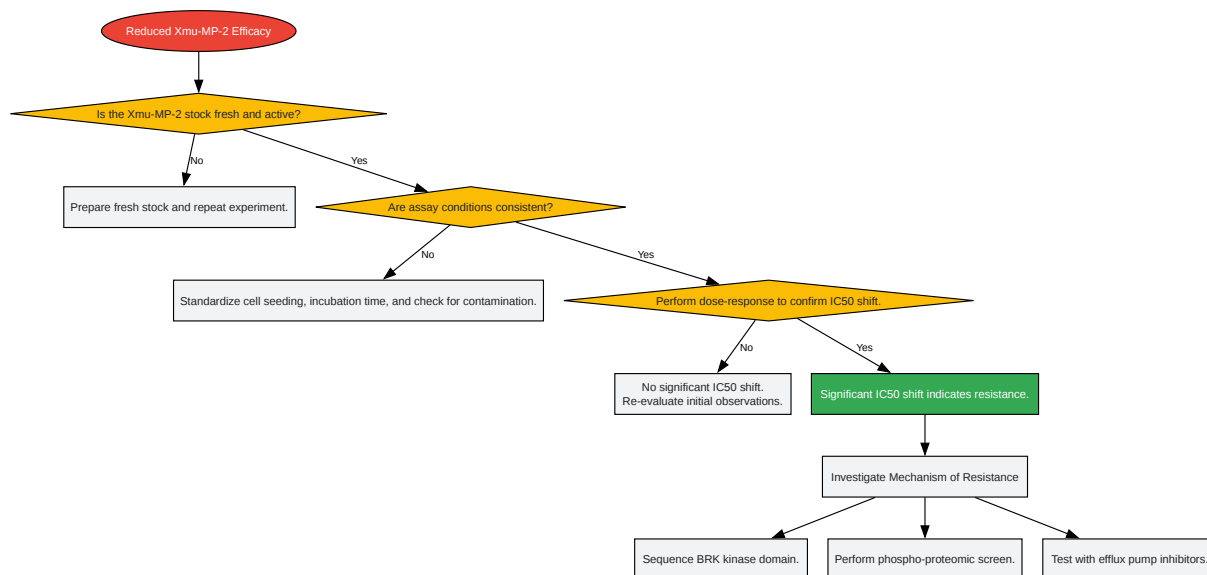 Reduced Xmu-MP-2 Efficacy
Is the Xmu-MP-2 stock fresh and active?
No
Yes
Prepare fresh stock and repeat experiment.
Are assay conditions consistent?
No
Yes
Standardize cell seeding, incubation time, and check for contamination.
Perform dose-response to confirm IC50 shift.
No
Yes
No significant IC50 shift.
Re-evaluate initial observations.
Significant IC50 shift indicates resistance.
Investigate Mechanism of Resistance
Sequence BRK kinase domain.
Perform phospho-proteomic screen.
Test with efflux pump inhibitors.